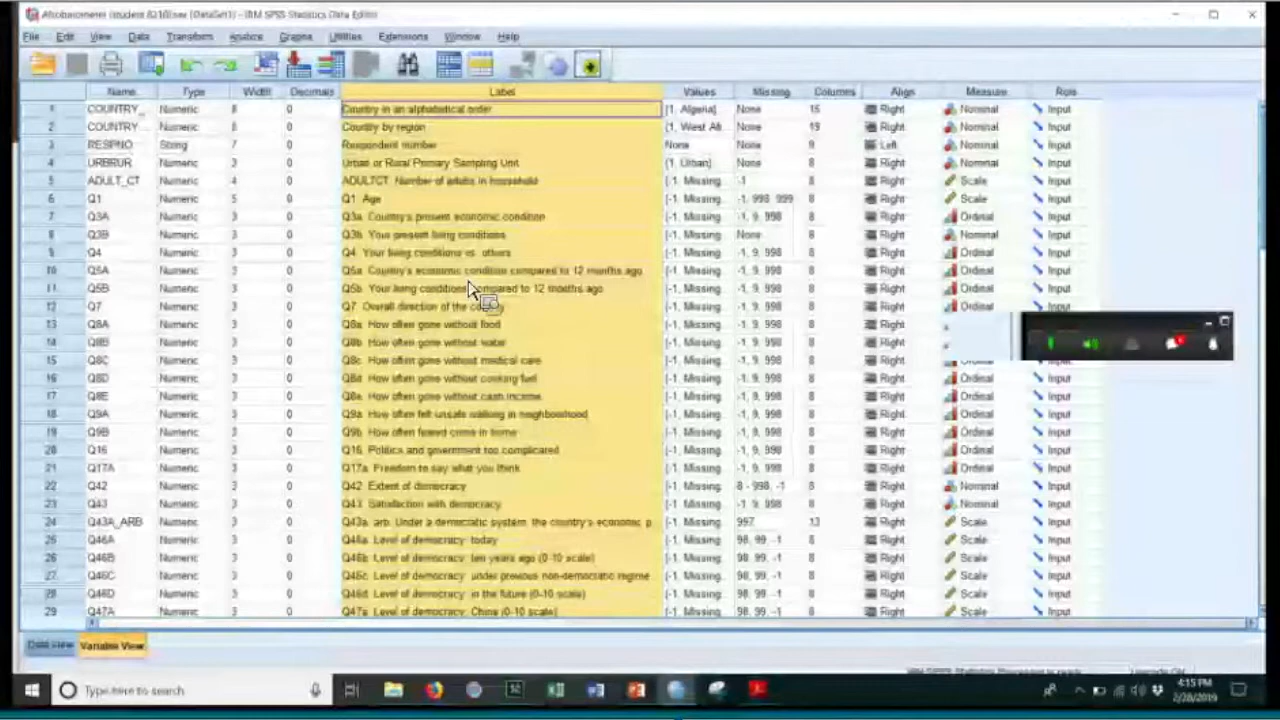 Afrobarometer (student 8210).sav [DataSet1] - IBM SPSS Statistics Data Editor
File Edit View Data Transform Analyze Graphs Utilities Extensions Window Help
Name Type Width Decimals Label Values Missing Columns Align Measure Role
1 COUNTRY_ Numeric 8 0 Country in an alphabetical order {1, Algeria} None 15 Right Nominal Input
2 COUNTRY_ Numeric 8 0 Country by region {1, West Afr None 19 Right Nominal Input
3 RESPNO String 7 0 Respondent number None None 9 Left Nominal Input
4 URBRUR Numeric 3 0 Urban or Rural Primary Sampling Unit {1, Urban} None 8 Right Nominal Input
5 ADULT_CT Numeric 4 0 ADULTCT. Number of adults in household {-1, Missing -1 8 Right Scale Input
6 Q1 Numeric 5 0 Q1. Age {-1, Missing -1, 998, 999 8 Right Scale Input
7 Q3A Numeric 3 0 Q3a. Country's present economic condition {-1, Missing -1, 9, 998 8 Right Ordinal Input
8 Q3B Numeric 3 0 Q3b. Your present living conditions {-1, Missing None 8 Right Nominal Input
9 Q4 Numeric 3 0 Q4. Your living conditions vs. others {-1, Missing -1, 9, 998 8 Right Ordinal Input
10 Q5A Numeric 3 0 Q5a. Country's economic condition compared to 12 months ago {-1, Missing -1, 9, 998 8 Right Ordinal Input
11 Q5B Numeric 3 0 Q5b. Your living conditions compared to 12 months ago {-1, Missing -1, 9, 998 8 Right Ordinal Input
12 Q7 Numeric 3 0 Q7. Overall direction of the {-1, Missing -1, 9, 998 8 Right Ordinal Input
13 Q8A Numeric 3 0 Q8a. How often gone without food {-1, Missing -1, 9, 998 8 Right
14 Q8B Numeric 3 0 Q8b. How often gone without water {-1, Missing -1, 9, 998 8 Right
15 Q8C Numeric 3 0 Q8c. How often gone without medical care {-1, Missing -1, 9, 998 8 Right Ordinal Input
16 Q8D Numeric 3 0 Q8d. How often gone without cooking fuel {-1, Missing -1, 9, 998 8 Right Ordinal Input
17 Q8E Numeric 3 0 Q8e. How often gone without cash income {-1, Missing -1, 9, 998 8 Right Ordinal Input
18 Q9A Numeric 3 0 Q9a. How often felt unsafe walking in neighbourhood {-1, Missing -1, 9, 998 8 Right Ordinal Input
19 Q9B Numeric 3 0 Q9b. How often feared crime in home {-1, Missing -1, 9, 998 8 Right Ordinal Input
20 Q16 Numeric 3 0 Q16. Politics and government too complicated {-1, Missing -1, 9, 998 8 Right Ordinal Input
21 Q17A Numeric 3 0 Q17a. Freedom to say what you think {-1, Missing -1, 9, 998 8 Right Ordinal Input
22 Q42 Numeric 3 0 Q42. Extent of democracy {-1, Missing 8 - 998, -1 8 Right Nominal Input
23 Q43 Numeric 3 0 Q43. Satisfaction with democracy {-1, Missing -1, 9, 998 8 Right Nominal Input
24 Q43A_ARB Numeric 3 0 Q43a. arb. Under a democratic system, the country's economic p {-1, Missing 997 13 Right Scale Input
25 Q46A Numeric 3 0 Q46a. Level of democracy: today {-1, Missing 98, 99, -1 8 Right Scale Input
26 Q46B Numeric 3 0 Q46b. Level of democracy: ten years ago (0-10 scale) {-1, Missing 98, 99, -1 8 Right Scale Input
27 Q46C Numeric 3 0 Q46c. Level of democracy: under previous non-democratic regime {-1, Missing 98, 99, -1 8 Right Scale Input
28 Q46D Numeric 3 0 Q46d. Level of democracy: in the future (0-10 scale) {-1, Missing 98, 99, -1 8 Right Scale Input
29 Q47A Numeric 3 0 Q47a. Level of democracy: China (0-10 scale) {-1, Missing 98, 99, -1 8 Right Scale Input
Data View Variable View
IBM SPSS Statistics Processor is ready Unicode:ON
Type here to search
4:15 PM
2/28/2019